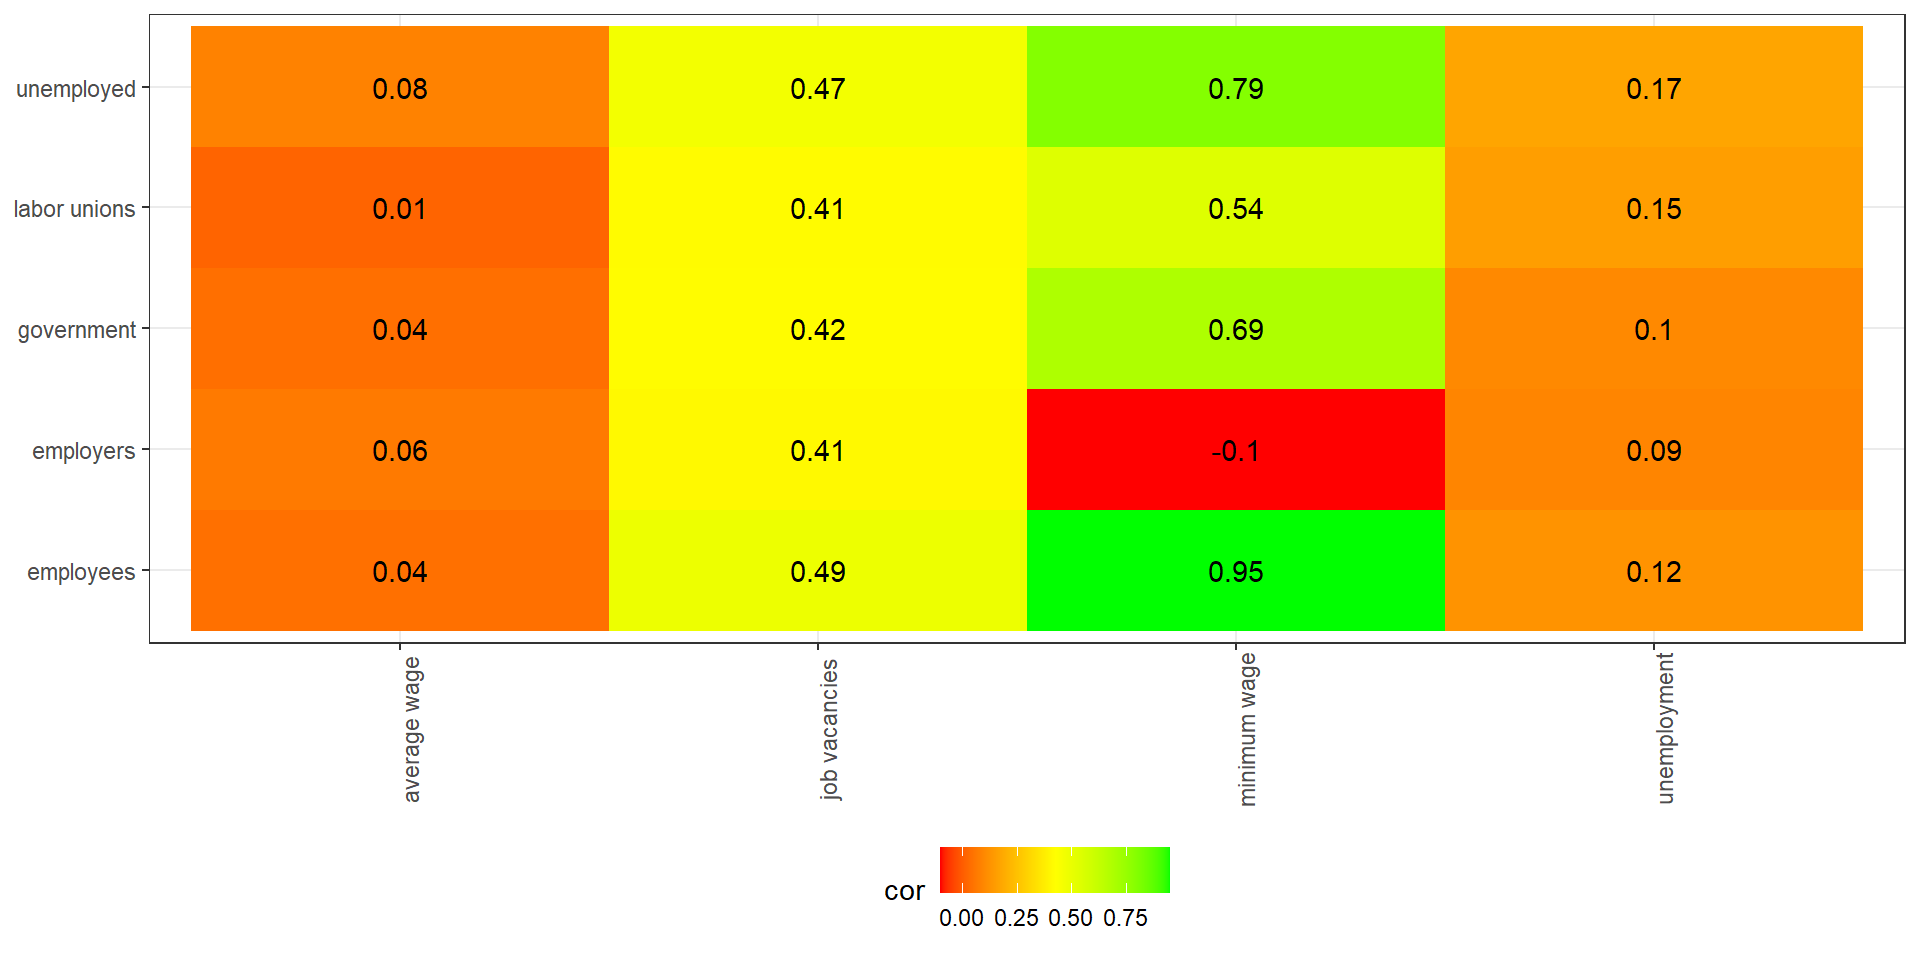 unemployed 0.08 0.47 0.79 0.17
labor unions 0.01 0.41 0.54 0.15
government 0.04 0.42 0.69 0.1
employers 0.06 0.41 -0.1 0.09
employees 0.04 0.49 0.95 0.12
average wage
job vacancies
minimum wage
unemployment
cor
0.00 0.25 0.50 0.75